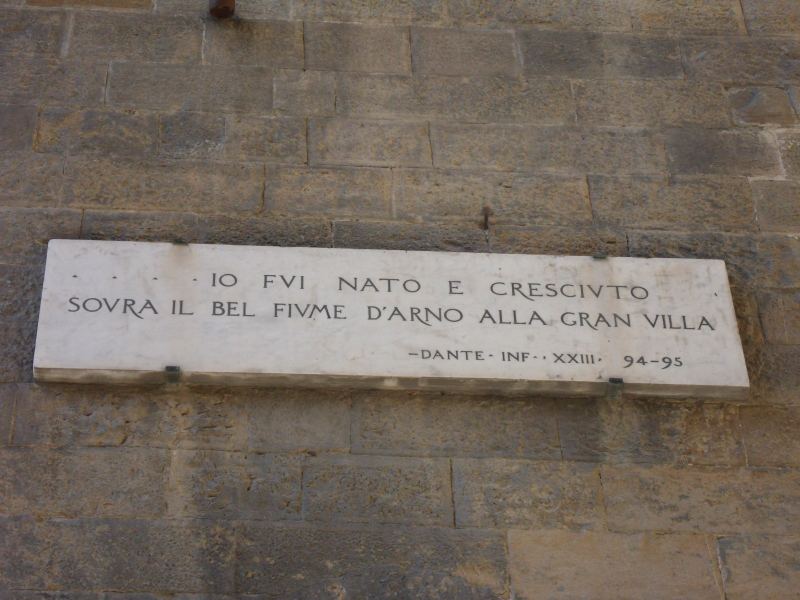 . . . . IO FVI NATO E CRESCIVTO
SOVRA IL BEL FIVME D'ARNO ALLA GRAN VILLA
-DANTE· INF·· XXIII· 94-95